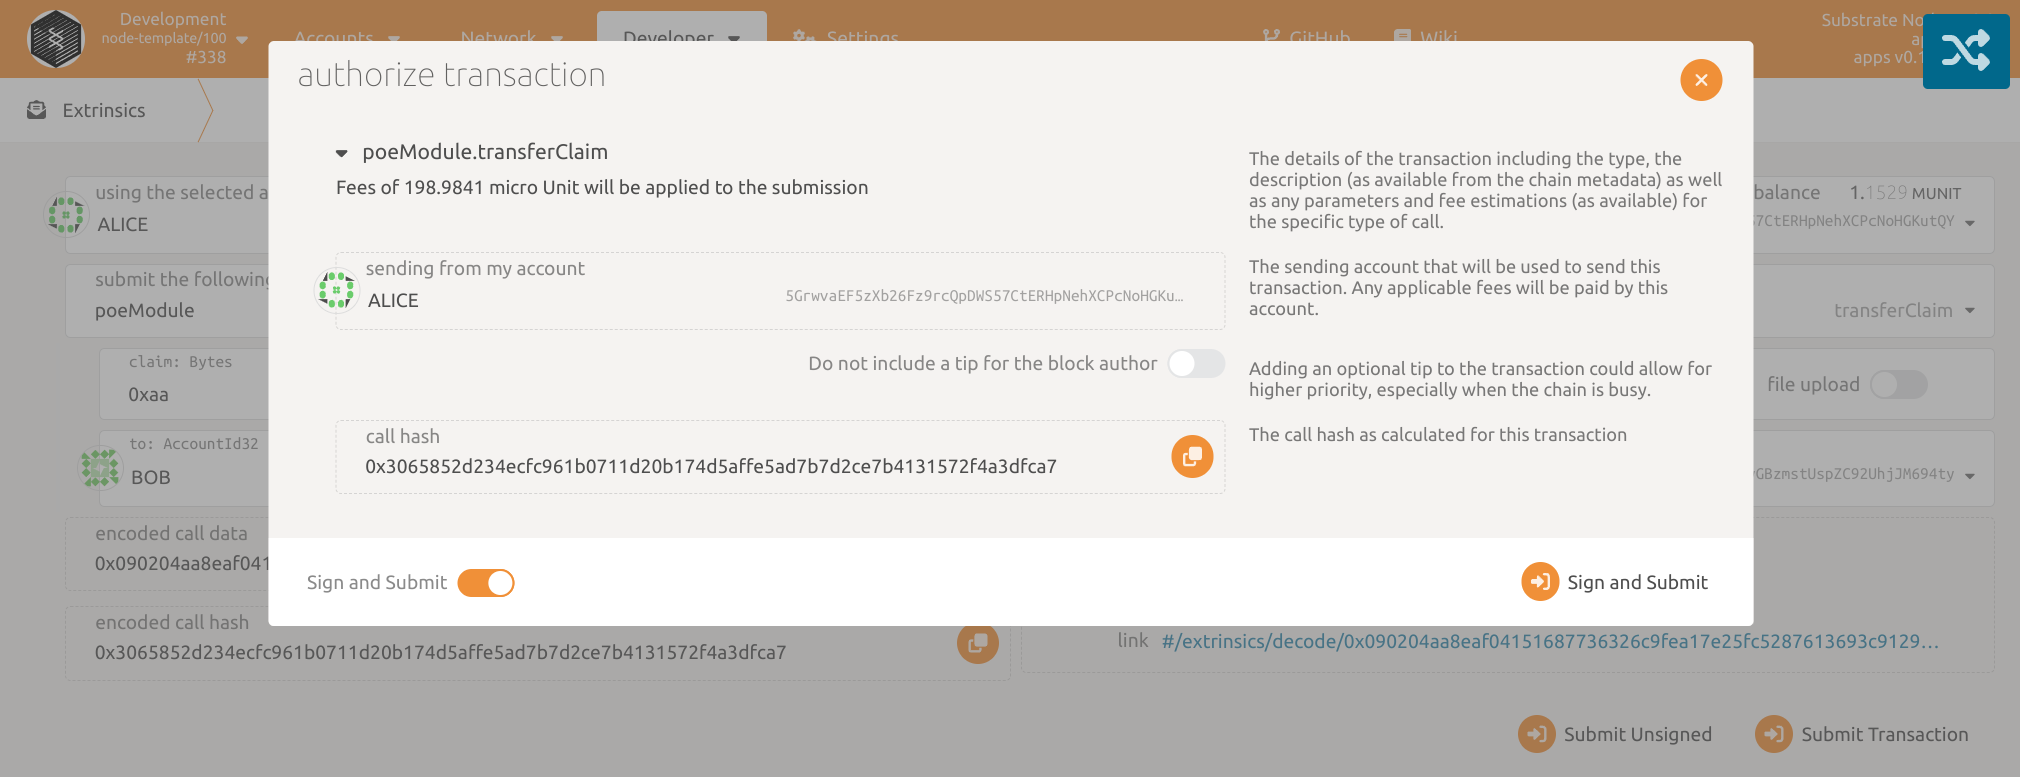 Development
node-template/100
#338
Accounts
Network
Developer
Settings
GitHub
Wiki
Substrate
apps v0.1
Extrinsics
authorize transaction
poeModule.transferClaim
Fees of 198.9841 micro Unit will be applied to the submission
The details of the transaction including the type, the
description (as available from the chain metadata) as well
as any parameters and fee estimations (as available) for
the specific type of call.
sending from my account
ALICE
5GrwvaEF5zXb26Fz9rcQpDWS57CtERHpNehXCPcNoHGKu…
The sending account that will be used to send this
transaction. Any applicable fees will be paid by this
account.
Do not include a tip for the block author
Adding an optional tip to the transaction could allow for
higher priority, especially when the chain is busy.
call hash
0x3065852d234ecfc961b0711d20b174d5affe5ad7b7d2ce7b4131572f4a3dfca7
The call hash as calculated for this transaction
Sign and Submit
Sign and Submit
using the selected
ALICE
balance 1.1529 MUNIT
57CtERHpNehXCPcNoHGKutQY
submit the following
poeModule
transferClaim
claim: Bytes
0xaa
file upload
to: AccountId32
BOB
GBzmstUspZC92UhjJM694ty
encoded call data
0x090204aa8eaf041
encoded call hash
0x3065852d234ecfc961b0711d20b174d5affe5ad7b7d2ce7b4131572f4a3dfca7
link #/extrinsics/decode/0x090204aa8eaf04151687736326c9fea17e25fc5287613693c9129…
Submit Unsigned
Submit Transaction